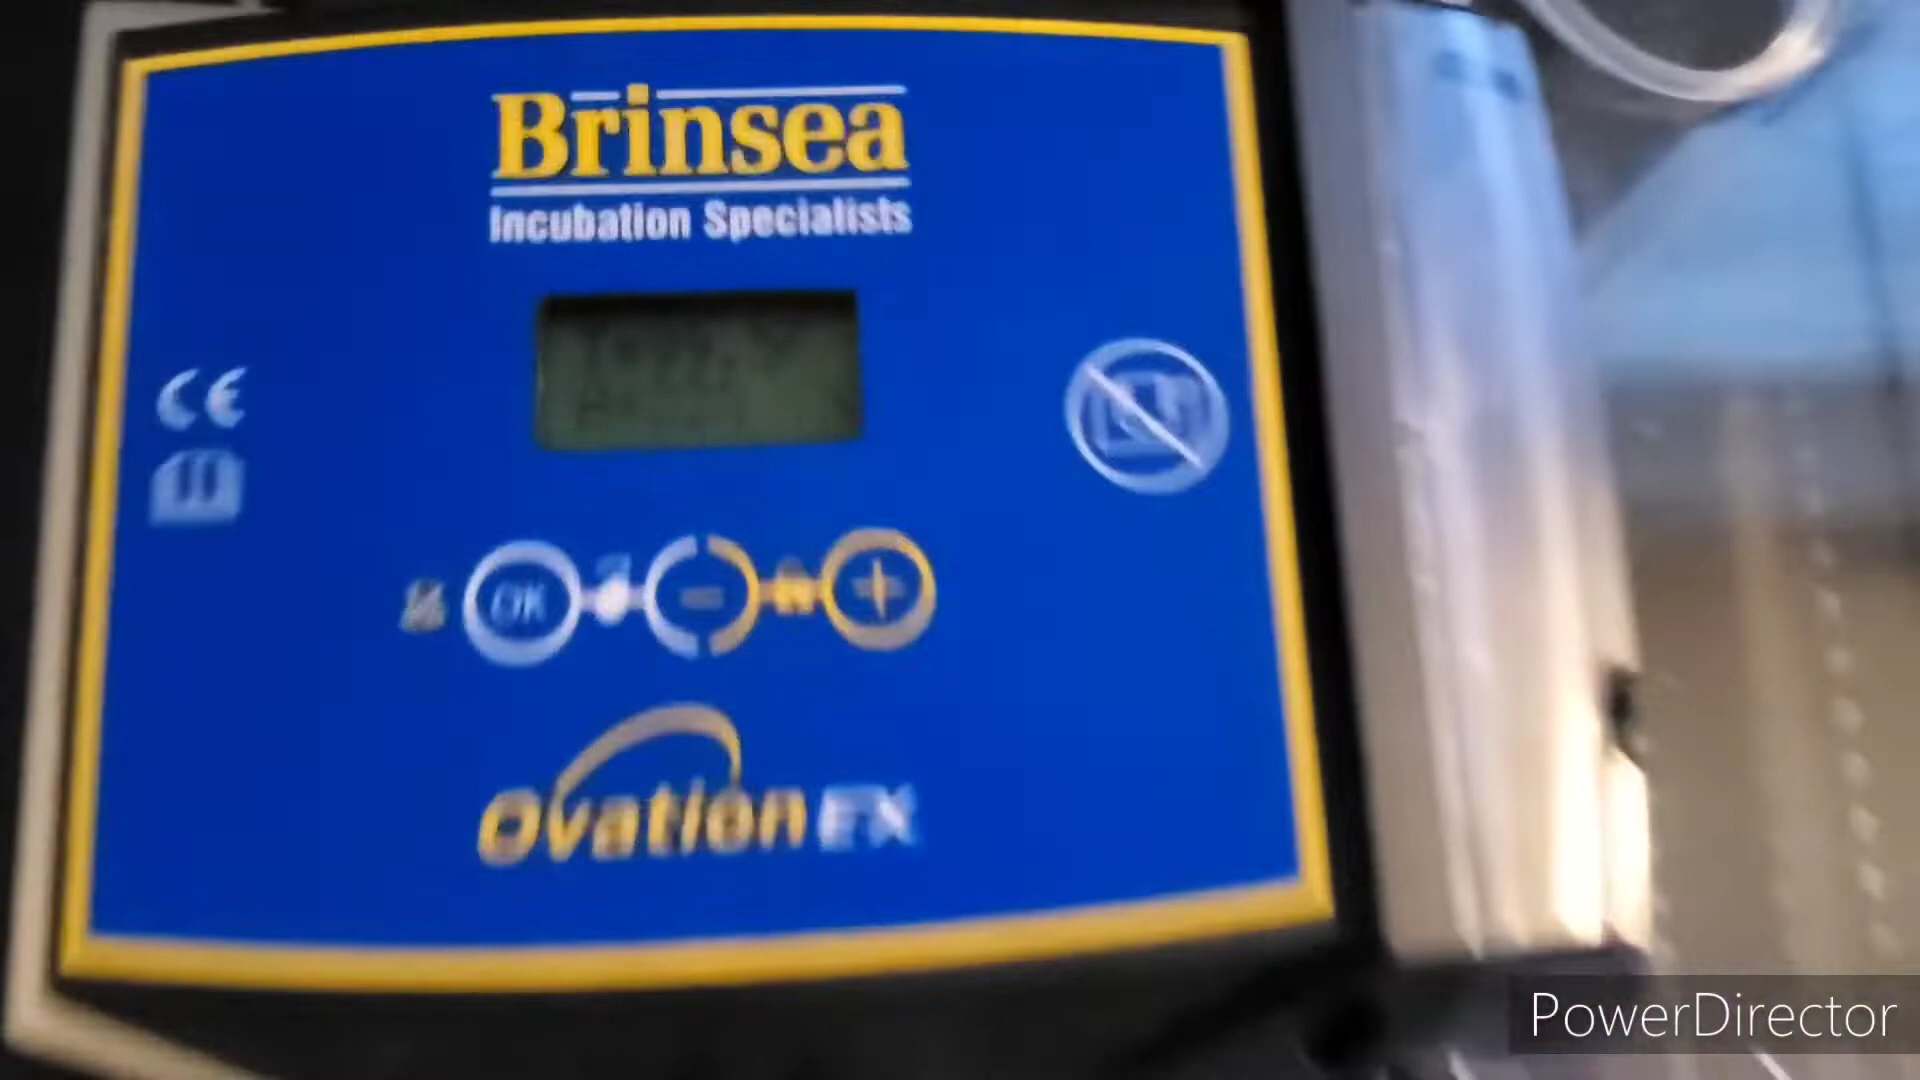 Brinsea
Incubation Specialists
CE
OK
- +
Ovation EX
PowerDirector